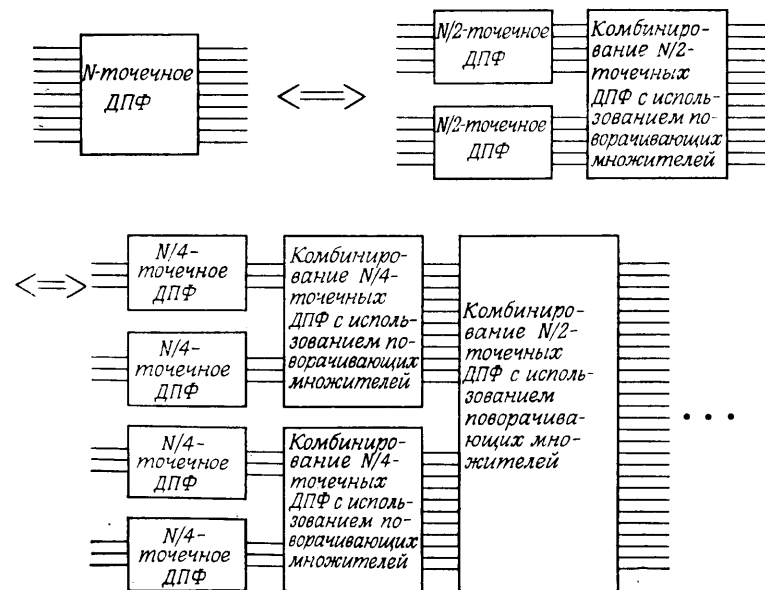 N-точечное
ДПФ
N/2-точечное
ДПФ
N/2-точечное
ДПФ
Комбиниро-
вание N/2-
точечных
ДПФ с исполь-
зованием по-
ворачивающих
множителей
N/4-
точечное
ДПФ
N/4-
точечное
ДПФ
N/4-
точечное
ДПФ
N/4-
точечное
ДПФ
Комбиниро-
вание N/4-
точечных
ДПФ с исполь-
зованием по-
ворачивающих
множителей
Комбиниро-
вание N/4-
точечных
ДПФ с исполь-
зованием по-
ворачивающих
множителей
Комбиниро-
вание N/2-
точечных
ДПФ с исполь-
зованием
поворачива-
ющих мно-
жителей
...